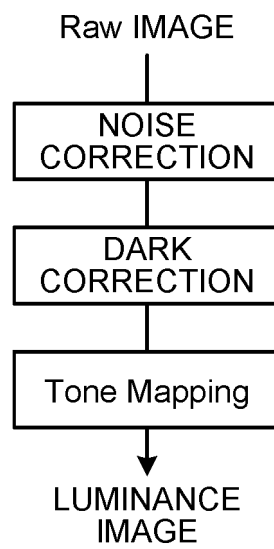 Raw IMAGE
NOISE
CORRECTION
DARK
CORRECTION
Tone Mapping
LUMINANCE
IMAGE